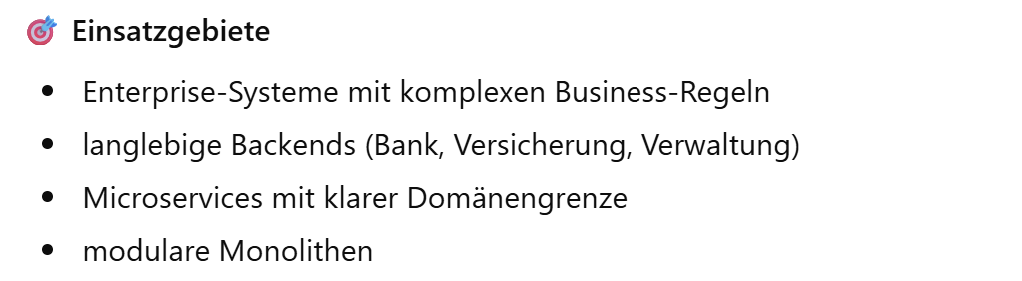 🎯 Einsatzgebiete
• Enterprise-Systeme mit komplexen Business-Regeln
• langlebige Backends (Bank, Versicherung, Verwaltung)
• Microservices mit klarer Domänengrenze
• modulare Monolithen